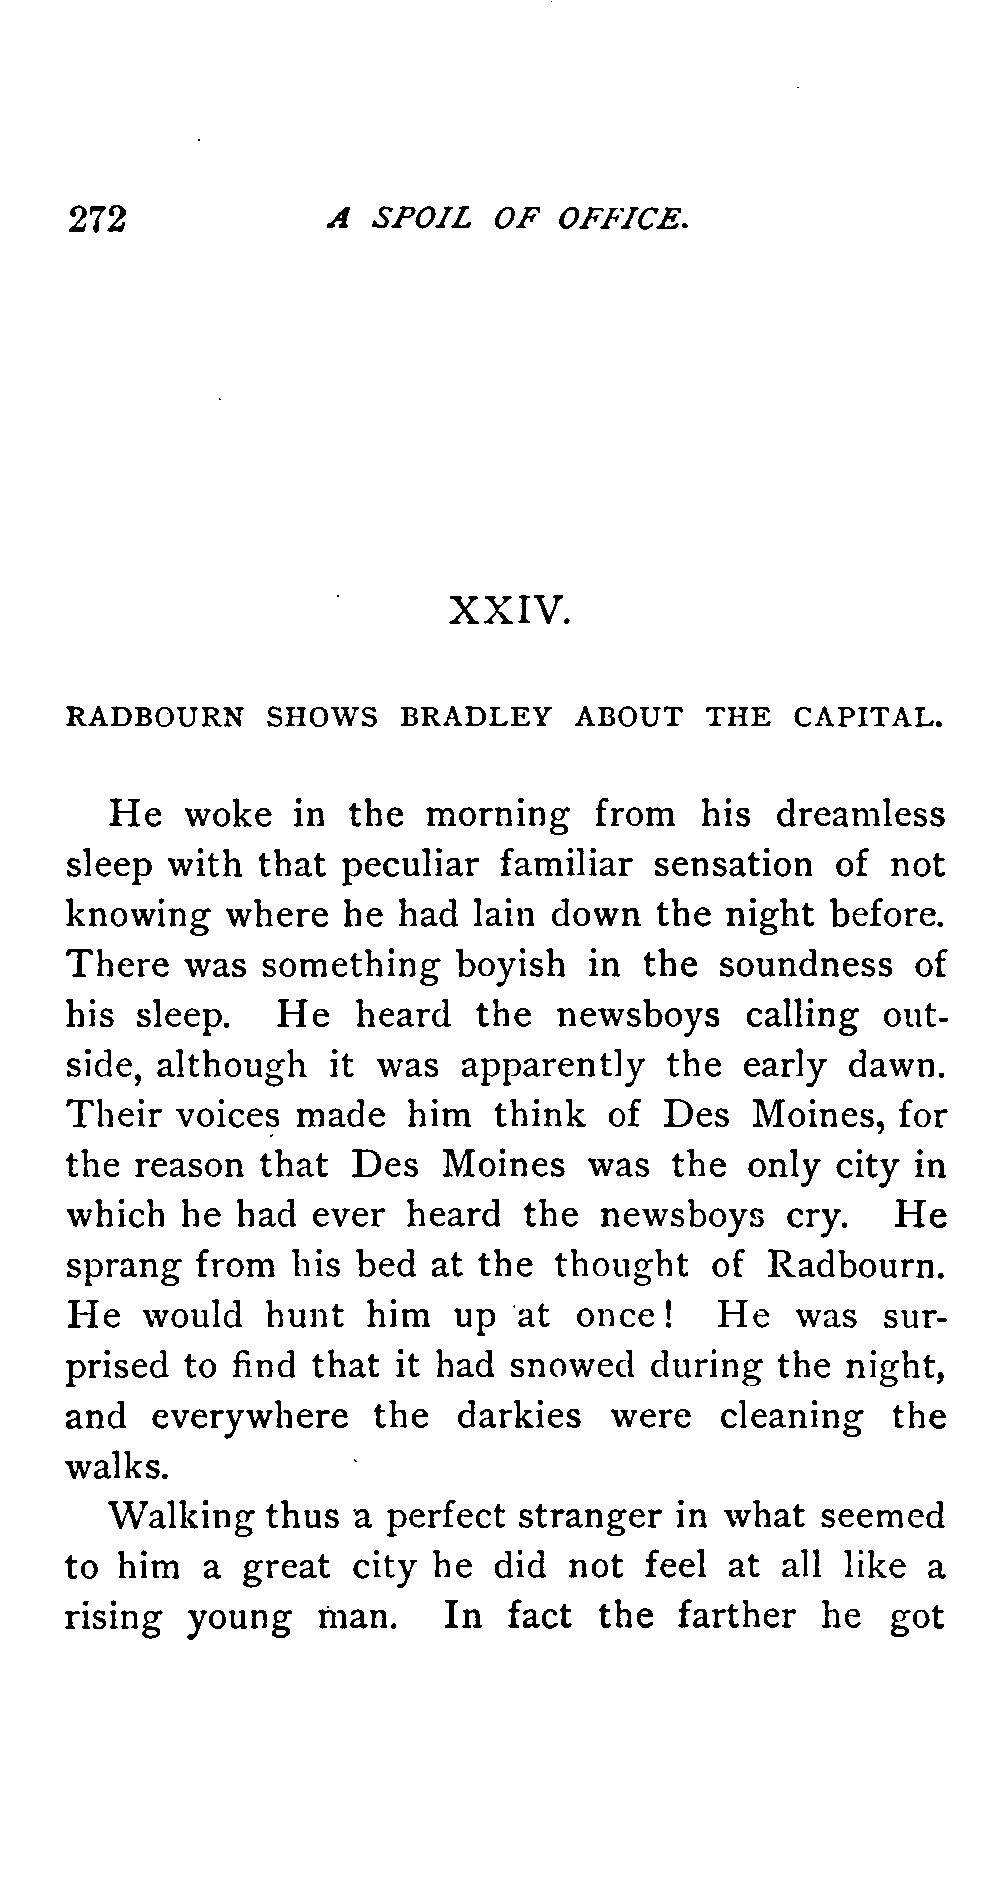 272 A SPOIL OF OFFICE.
XXIV.
RADBOURN SHOWS BRADLEY ABOUT THE CAPITAL.
He woke in the morning from his dreamless
sleep with that peculiar familiar sensation of not
knowing where he had lain down the night before.
There was something boyish in the soundness of
his sleep. He heard the newsboys calling out-
side, although it was apparently the early dawn.
Their voices made him think of Des Moines, for
the reason that Des Moines was the only city in
which he had ever heard the newsboys cry. He
sprang from his bed at the thought of Radbourn.
He would hunt him up at once! He was sur-
prised to find that it had snowed during the night,
and everywhere the darkies were cleaning the
walks.
Walking thus a perfect stranger in what seemed
to him a great city he did not feel at all like a
rising young man. In fact the farther he got